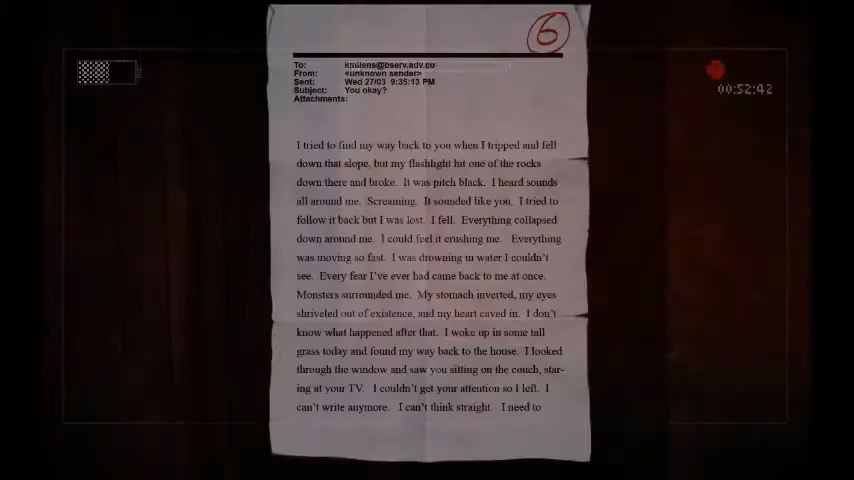 6
To: kmilens@bserv.adv.co
From: <unknown sender>
Sent: Wed 27/03 9:35:13 PM
Subject: You okay?
Attachments:
I tried to find my way back to you when I tripped and fell
down that slope, but my flashlight hit one of the rocks
down there and broke. It was pitch black. I heard sounds
all around me. Screaming. It sounded like you. I tried to
follow it back but I was lost. I fell. Everything collapsed
down around me. I could feel it crushing me. Everything
was moving so fast. I was drowning in water I couldn't
see. Every fear I've ever had came back to me at once.
Monsters surrounded me. My stomach inverted, my eyes
shriveled out of existence, and my heart caved in. I don't
know what happened after that. I woke up in some tall
grass today and found my way back to the house. I looked
through the window and saw you sitting on the couch, star-
ing at your TV. I couldn't get your attention so I left. I
can't write anymore. I can't think straight. I need to
00:52:42